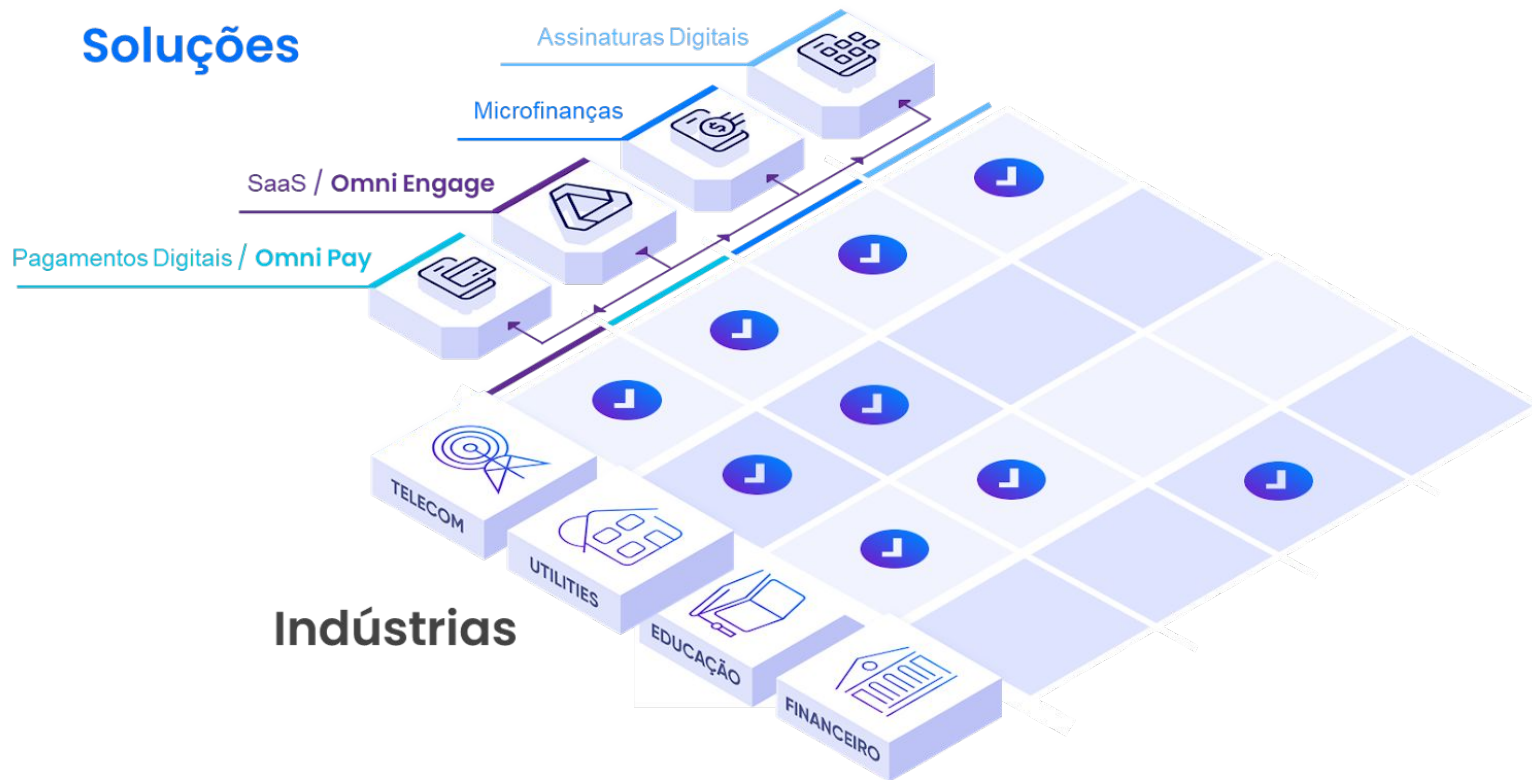 Soluções
Assinaturas Digitais
Microfinanças
SaaS / Omni Engage
Pagamentos Digitais / Omni Pay
TELECOM
UTILITIES
EDUCAÇÃO
FINANCEIRO
Indústrias